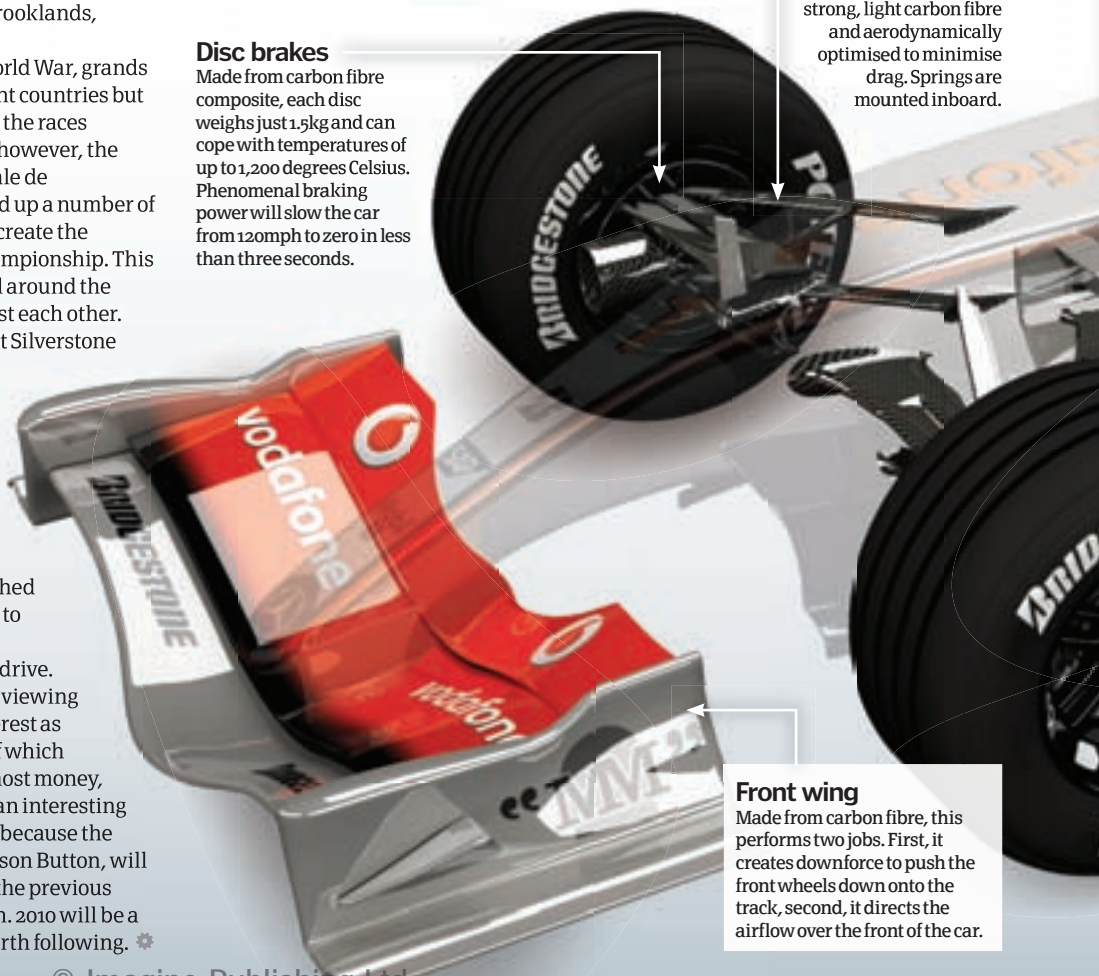 rooklands,
orld War, grands
nt countries but
the races
however, the
ale de
d up a number of
create the
mpionship. This
around the
st each other.
t Silverstone
hed
to
drive.
viewing
rest as
f which
ost money,
an interesting
because the
son Button, will
the previous
n. 2010 will be a
rth following.
Disc brakes
Made from carbon fibre
composite, each disc
weighs just 1.5kg and can
cope with temperatures of
up to 1,200 degrees Celsius.
Phenomenal braking
power will slow the car
from 120mph to zero in less
than three seconds.
strong, light carbon fibre
and aerodynamically
optimised to minimise
drag. Springs are
mounted inboard.
BRIDGESTONE
vodafone
BRIDGESTONE
vodafone
BRID
Front wing
Made from carbon fibre, this
performs two jobs. First, it
creates downforce to push the
front wheels down onto the
track, second, it directs the
airflow over the front of the car.
© Imagine Publishing Ltd